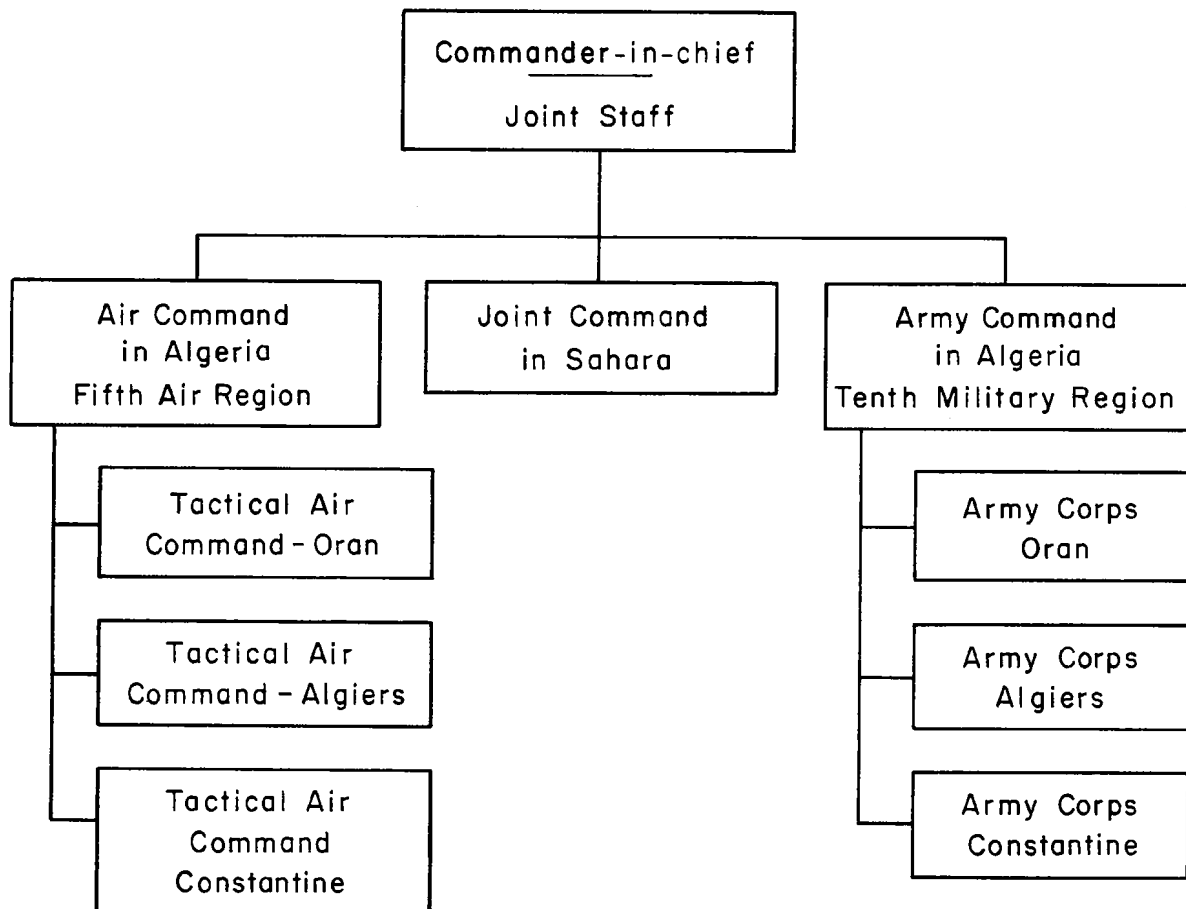 Commander-in-chief
Joint Staff
Air Command
in Algeria
Fifth Air Region
Joint Command
in Sahara
Army Command
in Algeria
Tenth Military Region
Tactical Air
Command - Oran
Tactical Air
Command - Algiers
Tactical Air
Command
Constantine
Army Corps
Oran
Army Corps
Algiers
Army Corps
Constantine